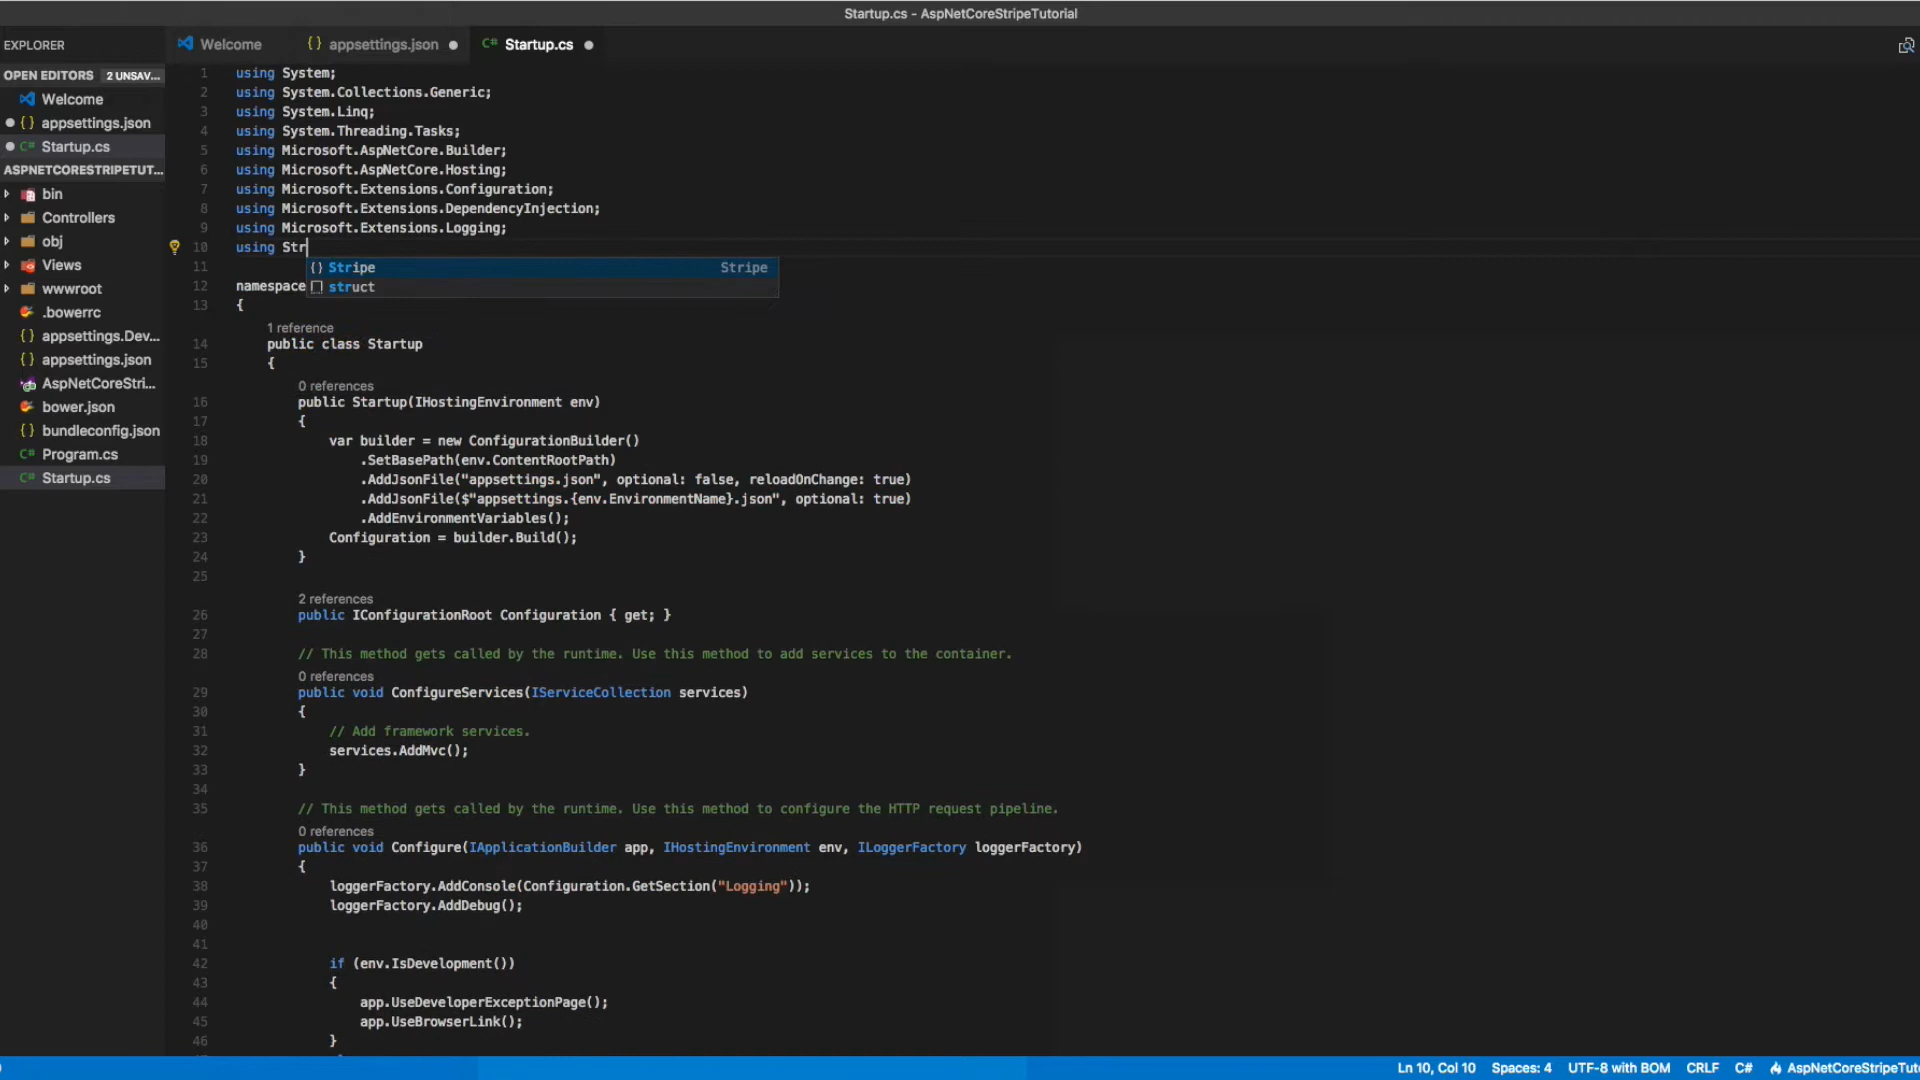 Startup.cs - AspNetCoreStripeTutorial
EXPLORER
Welcome
appsettings.json
Startup.cs
OPEN EDITORS 2 UNSAV...
Welcome
appsettings.json
Startup.cs
ASPNETCORESTRIPETUT...
bin
Controllers
obj
Views
wwwroot
.bowerrc
appsettings.Dev...
appsettings.json
AspNetCoreStri...
bower.json
bundleconfig.json
Program.cs
Startup.cs
1 using System;
2 using System.Collections.Generic;
3 using System.Linq;
4 using System.Threading.Tasks;
5 using Microsoft.AspNetCore.Builder;
6 using Microsoft.AspNetCore.Hosting;
7 using Microsoft.Extensions.Configuration;
8 using Microsoft.Extensions.DependencyInjection;
9 using Microsoft.Extensions.Logging;
10 using Str
{} Stripe Stripe
struct
11
12 namespace
13 {
1 reference
14 public class Startup
15 {
0 references
16 public Startup(IHostingEnvironment env)
17 {
18 var builder = new ConfigurationBuilder()
19 .SetBasePath(env.ContentRootPath)
20 .AddJsonFile("appsettings.json", optional: false, reloadOnChange: true)
21 .AddJsonFile($"appsettings.{env.EnvironmentName}.json", optional: true)
22 .AddEnvironmentVariables();
23 Configuration = builder.Build();
24 }
25
2 references
26 public IConfigurationRoot Configuration { get; }
27
28 // This method gets called by the runtime. Use this method to add services to the container.
0 references
29 public void ConfigureServices(IServiceCollection services)
30 {
31 // Add framework services.
32 services.AddMvc();
33 }
34
35 // This method gets called by the runtime. Use this method to configure the HTTP request pipeline.
0 references
36 public void Configure(IApplicationBuilder app, IHostingEnvironment env, ILoggerFactory loggerFactory)
37 {
38 loggerFactory.AddConsole(Configuration.GetSection("Logging"));
39 loggerFactory.AddDebug();
40
41
42 if (env.IsDevelopment())
43 {
44 app.UseDeveloperExceptionPage();
45 app.UseBrowserLink();
46 }
Ln 10, Col 10 Spaces: 4 UTF-8 with BOM CRLF C# AspNetCoreStripeTuto